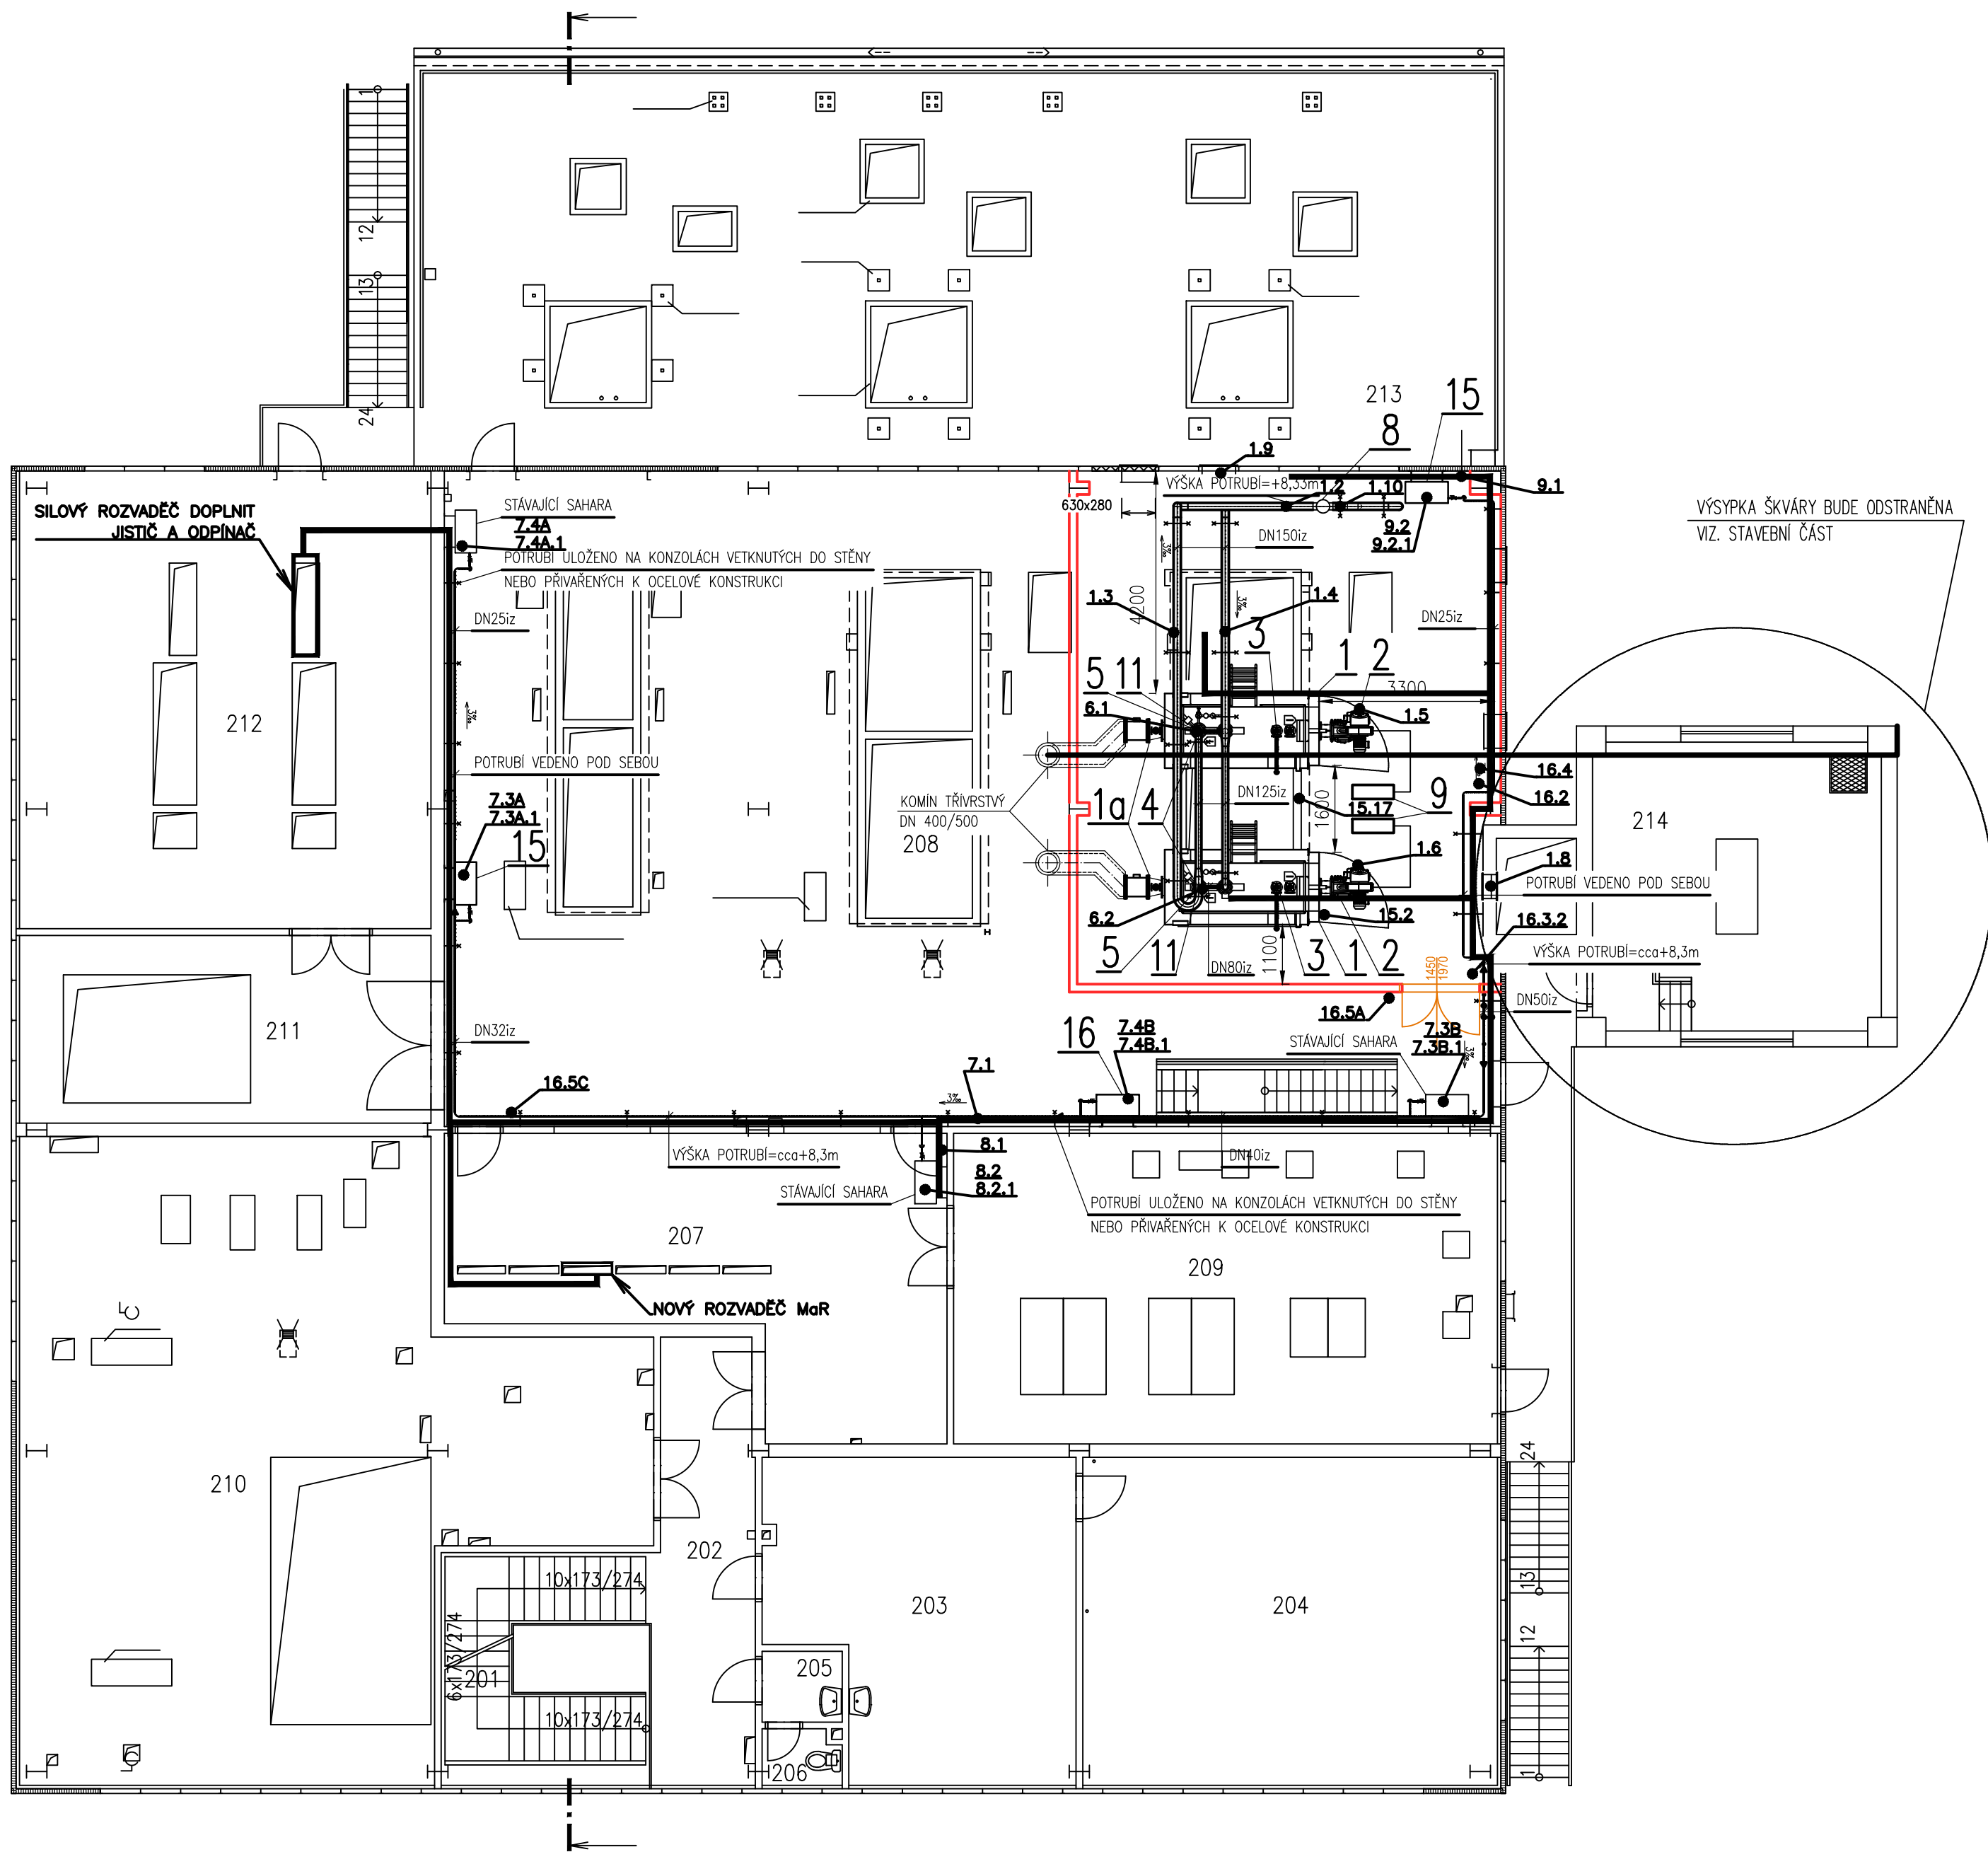 1
12
13
24
213
15
8
1.9
VÝŠKA POTRUBÍ=+8,33m
1.2
1.10
9.1
630x280
9.2
9.2.1
VÝSYPKA ŠKVÁRY BUDE ODSTRANĚNA
VIZ. STAVEBNÍ ČÁST
SILOVÝ ROZVADĚČ DOPLNIT
JISTIČ A ODPÍNAČ
STÁVAJÍCÍ SAHARA
7.4A
7.4A.1
POTRUBÍ ULOŽENO NA KONZOLÁCH VETKNUTÝCH DO STĚNY
NEBO PŘIVAŘENÝCH K OCELOVÉ KONSTRUKCI
DN150iz
3‰
1.3
4200
1.4
3‰
DN25iz
DN25iz
3
5
11
1
2
3300
6.1
1.5
212
3‰
POTRUBÍ VEDENO POD SEBOU
16.4
16.2
7.3A
7.3A.1
15
KOMÍN TŘÍVRSTVÝ
DN 400/500
208
1a
4
DN125iz
15.17
1600
9
214
1.6
1.8
POTRUBÍ VEDENO POD SEBOU
6.2
15.2
16.3.2
5
11
DN80iz
1100
3
1
2
1450
1970
VÝŠKA POTRUBÍ=cca+8,3m
DN50iz
211
DN32iz
16.5A
16
7.4B
7.4B.1
STÁVAJÍCÍ SAHARA
7.3B
7.3B.1
3‰
16.5C
7.1
3‰
VÝŠKA POTRUBÍ=cca+8,3m
8.1
8.2
8.2.1
STÁVAJÍCÍ SAHARA
DN40iz
POTRUBÍ ULOŽENO NA KONZOLÁCH VETKNUTÝCH DO STĚNY
NEBO PŘIVAŘENÝCH K OCELOVÉ KONSTRUKCI
207
209
NOVÝ ROZVADĚČ MaR
210
202
24
10x173/274
6x173/274
201
10x173/274
203
204
205
206
13
12
1